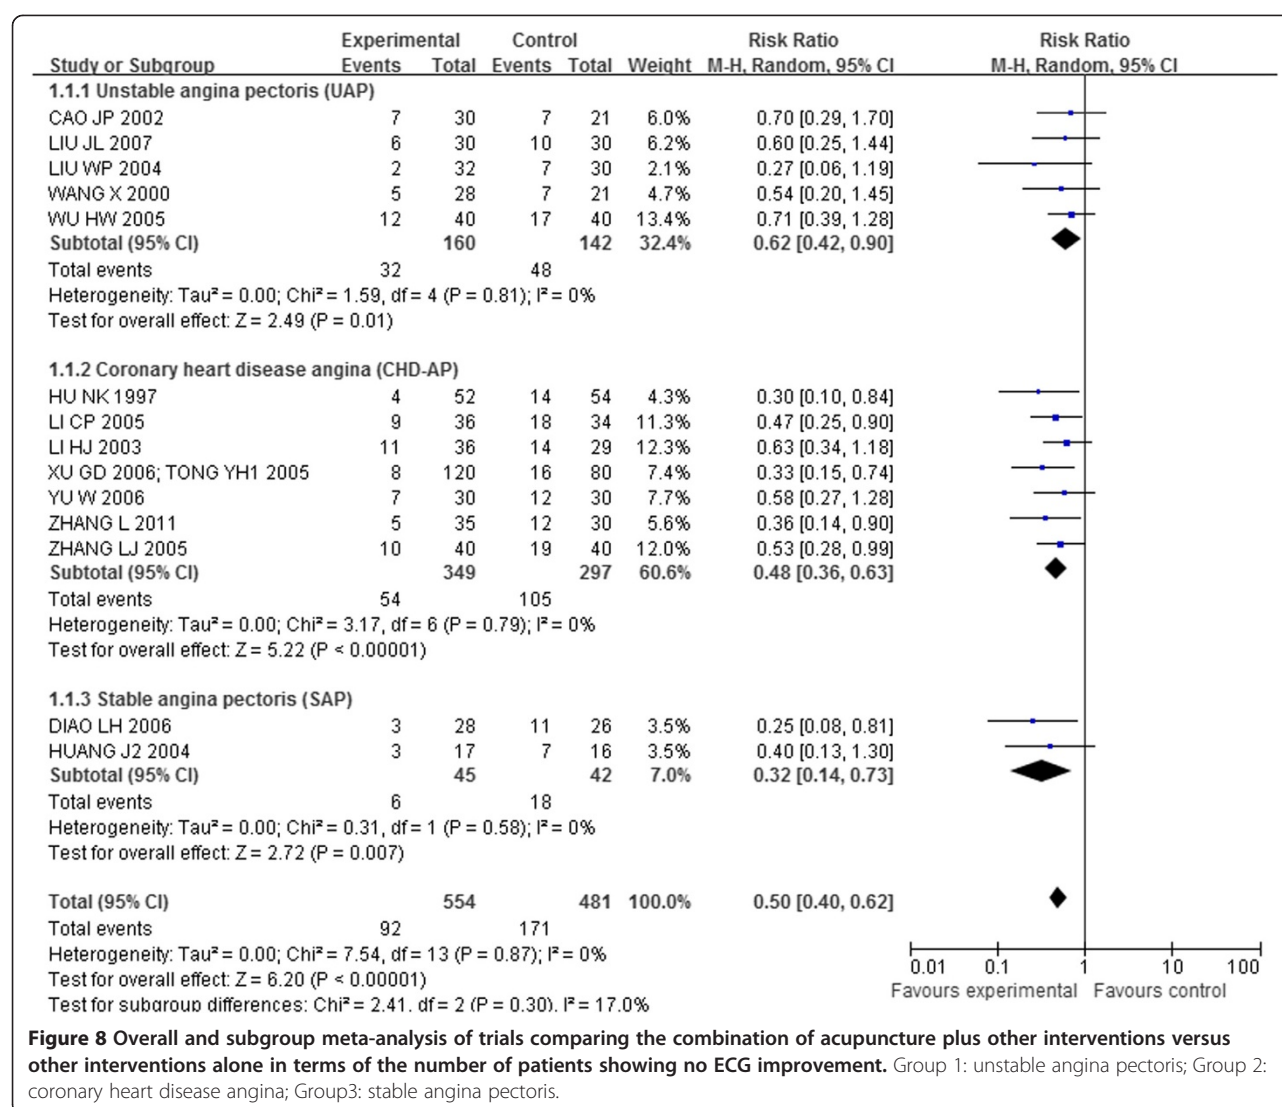 Experimental Control Risk Ratio Risk Ratio
Study or Subgroup Events Total Events Total Weight M-H, Random, 95% CI M-H, Random, 95% CI
1.1.1 Unstable angina pectoris (UAP)
CAO JP 2002 7 30 7 21 6.0% 0.70 [0.29, 1.70]
LIU JL 2007 6 30 10 30 6.2% 0.60 [0.25, 1.44]
LIU WP 2004 2 32 7 30 2.1% 0.27 [0.06, 1.19]
WANG X 2000 5 28 7 21 4.7% 0.54 [0.20, 1.45]
WU HW 2005 12 40 17 40 13.4% 0.71 [0.39, 1.28]
Subtotal (95% CI) 160 142 32.4% 0.62 [0.42, 0.90]
Total events 32 48
Heterogeneity: Tau² = 0.00; Chi² = 1.59, df = 4 (P = 0.81); I² = 0%
Test for overall effect: Z = 2.49 (P = 0.01)
1.1.2 Coronary heart disease angina (CHD-AP)
HU NK 1997 4 52 14 54 4.3% 0.30 [0.10, 0.84]
LI CP 2005 9 36 18 34 11.3% 0.47 [0.25, 0.90]
LI HJ 2003 11 36 14 29 12.3% 0.63 [0.34, 1.18]
XU GD 2006; TONG YH1 2005 8 120 16 80 7.4% 0.33 [0.15, 0.74]
YU W 2006 7 30 12 30 7.7% 0.58 [0.27, 1.28]
ZHANG L 2011 5 35 12 30 5.6% 0.36 [0.14, 0.90]
ZHANG LJ 2005 10 40 19 40 12.0% 0.53 [0.28, 0.99]
Subtotal (95% CI) 349 297 60.6% 0.48 [0.36, 0.63]
Total events 54 105
Heterogeneity: Tau² = 0.00; Chi² = 3.17, df = 6 (P = 0.79); I² = 0%
Test for overall effect: Z = 5.22 (P < 0.00001)
1.1.3 Stable angina pectoris (SAP)
DIAO LH 2006 3 28 11 26 3.5% 0.25 [0.08, 0.81]
HUANG J2 2004 3 17 7 16 3.5% 0.40 [0.13, 1.30]
Subtotal (95% CI) 45 42 7.0% 0.32 [0.14, 0.73]
Total events 6 18
Heterogeneity: Tau² = 0.00; Chi² = 0.31, df = 1 (P = 0.58); I² = 0%
Test for overall effect: Z = 2.72 (P = 0.007)
Total (95% CI) 554 481 100.0% 0.50 [0.40, 0.62]
Total events 92 171
Heterogeneity: Tau² = 0.00; Chi² = 7.54, df = 13 (P = 0.87); I² = 0%
Test for overall effect: Z = 6.20 (P < 0.00001)
Test for subgroup differences: Chi² = 2.41, df = 2 (P = 0.30), I² = 17.0%
0.01 0.1 1 10 100
Favours experimental Favours control
Figure 8 Overall and subgroup meta-analysis of trials comparing the combination of acupuncture plus other interventions versus
other interventions alone in terms of the number of patients showing no ECG improvement. Group 1: unstable angina pectoris; Group 2:
coronary heart disease angina; Group3: stable angina pectoris.